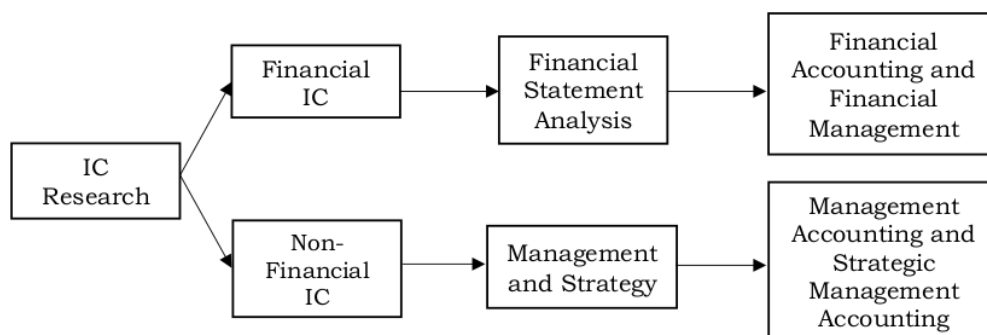 IC
Research
Financial
IC
Financial
Statement
Analysis
Financial
Accounting and
Financial
Management
Non-
Financial
IC
Management
and Strategy
Management
Accounting and
Strategic
Management
Accounting